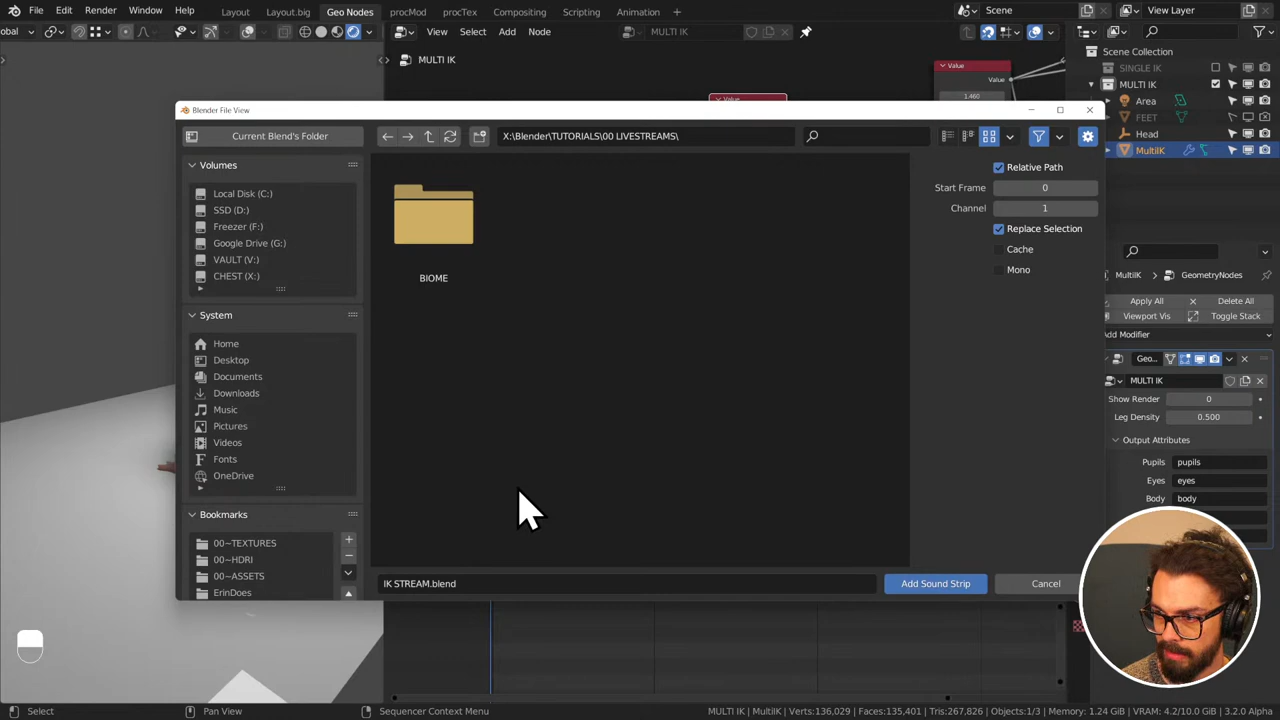 File Edit Render Window Help Layout Layout.big Geo Nodes procMod procTex Compositing Scripting Animation + Scene View Layer
obal View Select Add Node MULTI IK
MULTI IK
Scene Collection
SINGLE IK
MULTI IK
Area
FEET
Head
MultiIK
Value
Value
1.460
Value
Blender File View
Current Blend's Folder X:\Blender\TUTORIALS\00 LIVESTREAMS\
Volumes
Local Disk (C:)
SSD (D:)
Freezer (F:)
Google Drive (G:)
VAULT (V:)
CHEST (X:)
System
Home
Desktop
Documents
Downloads
Music
Pictures
Videos
Fonts
OneDrive
Bookmarks
00~TEXTURES
00~HDRI
00~ASSETS
ErinDoes
BIOME
Relative Path
Start Frame 0
Channel 1
Replace Selection
Cache
Mono
IK STREAM.blend Add Sound Strip Cancel
MultiIK GeometryNodes
Apply All Delete All
Viewport Vis Toggle Stack
Add Modifier
Geo...
MULTI IK
Show Render 0
Leg Density 0.500
Output Attributes
Pupils pupils
Eyes eyes
Body body
Select Pan View Sequencer Context Menu MULTI IK | MultiIK | Verts:136,029 | Faces:135,401 | Tris:267,826 | Objects:1/3 | Memory: 1.24 GiB | VRAM: 4.2/10.0 GiB | 3.2.0 Alpha